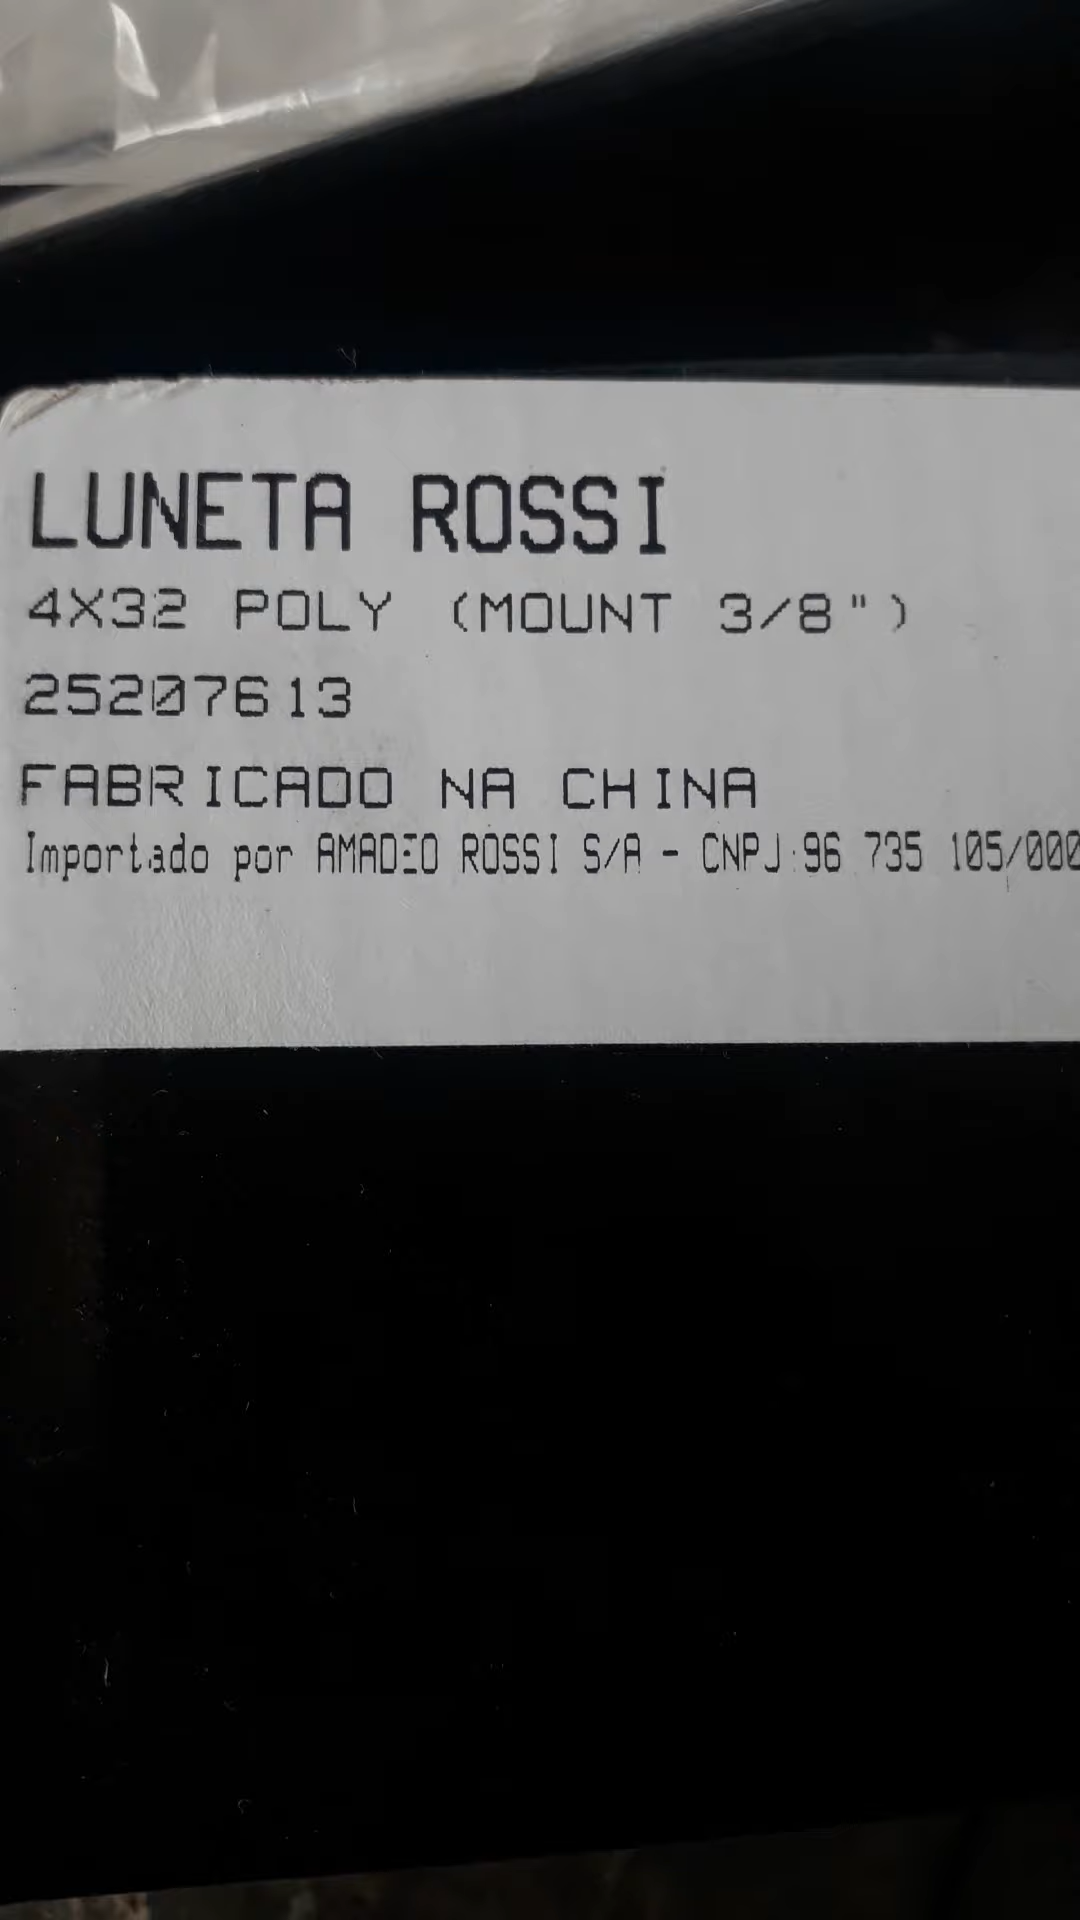 LUNETA ROSSI
4X32 POLY (MOUNT 3/8")
25207613
FABRICADO NA CHINA
Importado por AMADEO ROSSI S/A - CNPJ:96 735 105/000